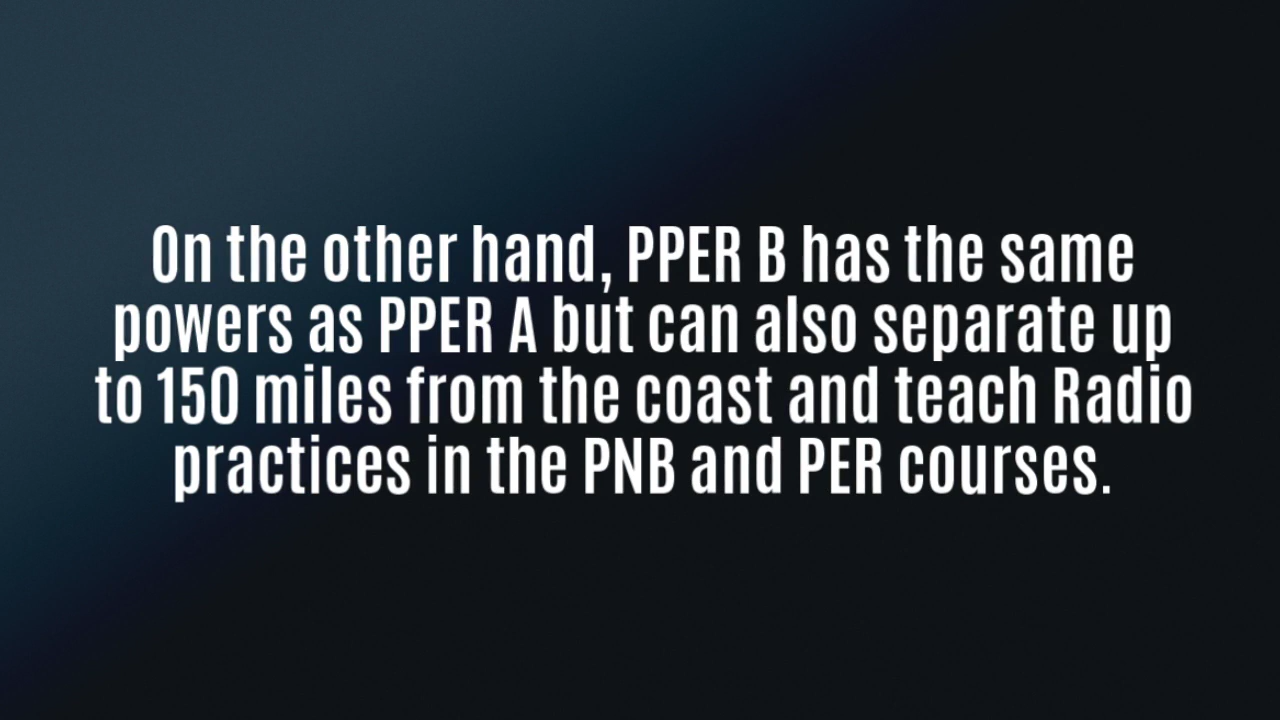 On the other hand, PPER B has the same
powers as PPER A but can also separate up
to 150 miles from the coast and teach Radio
practices in the PNB and PER courses.